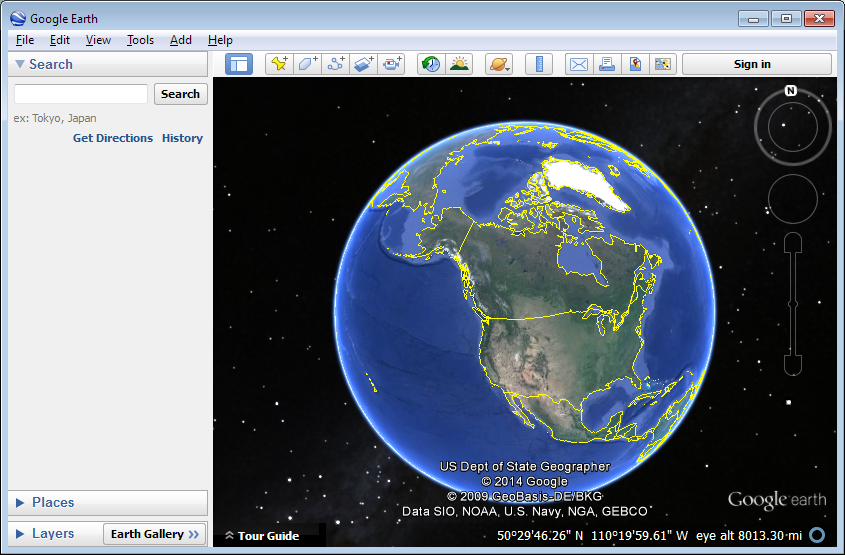 Google Earth
File Edit View Tools Add Help
Search
Sign in
Search
ex: Tokyo, Japan
Get Directions History
N
US Dept of State Geographer
© 2014 Google
© 2009 GeoBasis-DE/BKG
Data SIO, NOAA, U.S. Navy, NGA, GEBCO
Google earth
Places
Layers
Earth Gallery >>
Tour Guide
50°29'46.26" N 110°19'59.61" W eye alt 8013.30 mi